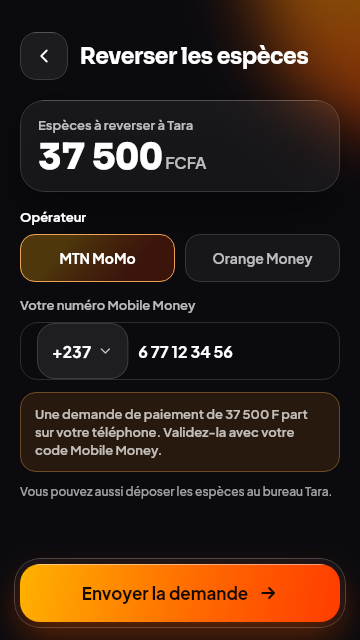 Reverser les espèces
Espèces à reverser à Tara
37 500 FCFA
Opérateur
MTN MoMo
Orange Money
Votre numéro Mobile Money
+237
6 77 12 34 56
Une demande de paiement de 37 500 F part
sur votre téléphone. Validez-la avec votre
code Mobile Money.
Vous pouvez aussi déposer les espèces au bureau Tara.
Envoyer la demande →